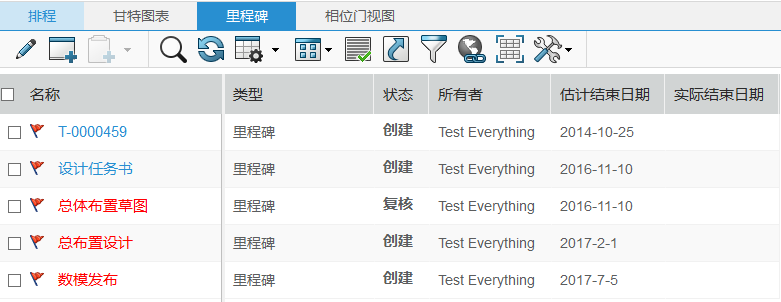 排程 甘特图表 里程碑 相位门视图
名称 类型 状态 所有者 估计结束日期 实际结束日期
T-0000459 里程碑 创建 Test Everything 2014-10-25
设计任务书 里程碑 创建 Test Everything 2016-11-10
总体布置草图 里程碑 复核 Test Everything 2016-11-10
总布置设计 里程碑 创建 Test Everything 2017-2-1
数模发布 里程碑 创建 Test Everything 2017-7-5